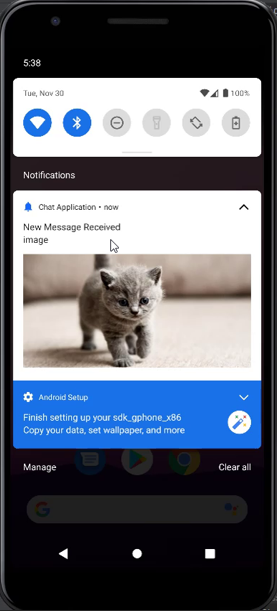 5:38
Tue, Nov 30
100%
Notifications
Chat Application • now
New Message Received
image
Android Setup
Finish setting up your sdk_gphone_x86
Copy your data, set wallpaper, and more
Manage
Clear all